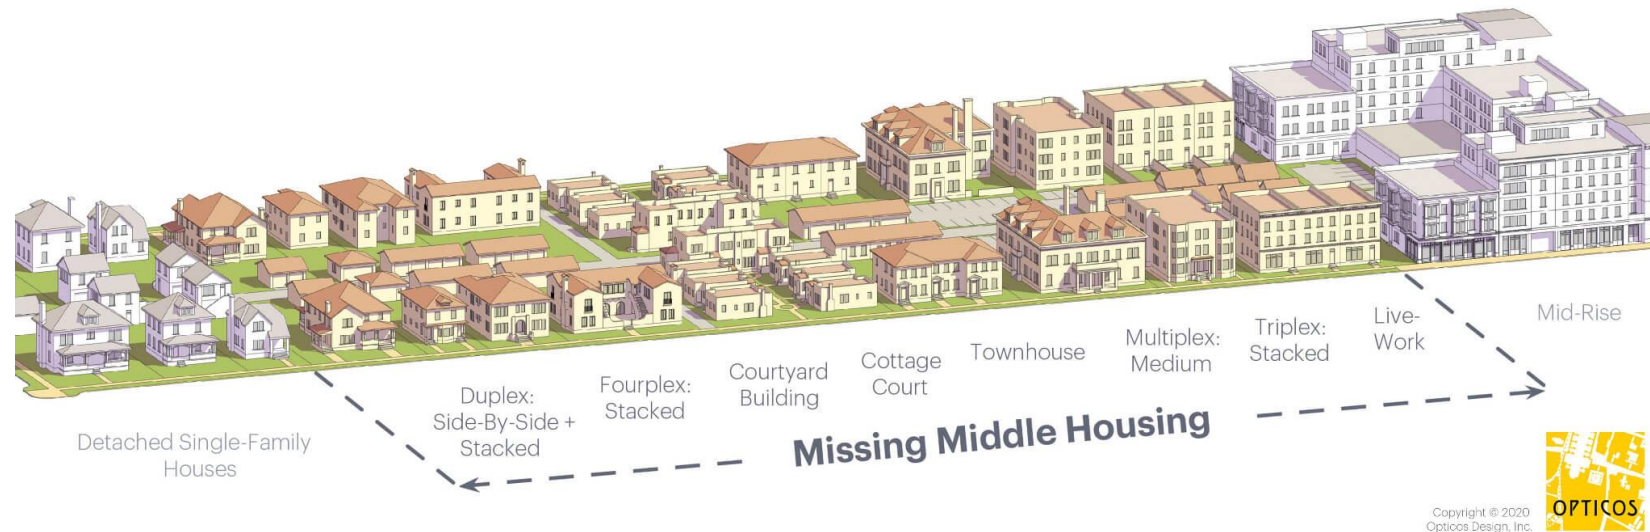 Detached Single-Family
Houses
Duplex:
Side-By-Side +
Stacked
Fourplex:
Stacked
Courtyard
Building
Cottage
Court
Townhouse
Multiplex:
Medium
Triplex:
Stacked
Live-
Work
Mid-Rise
Missing Middle Housing
Copyright © 2020
Opticos Design, Inc.
OPTICOS